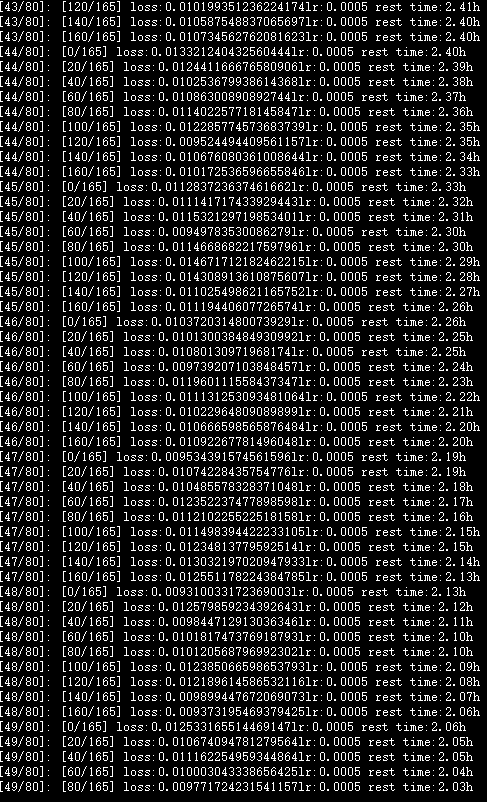 [43/80]: [120/165] loss:0.010199351236224174lr:0.0005 rest time:2.41h
[43/80]: [140/165] loss:0.010587548837065697lr:0.0005 rest time:2.40h
[43/80]: [160/165] loss:0.010734562762081623lr:0.0005 rest time:2.40h
[44/80]: [0/165] loss:0.013321240432560444lr:0.0005 rest time:2.40h
[44/80]: [20/165] loss:0.012441166676580906lr:0.0005 rest time:2.39h
[44/80]: [40/165] loss:0.010253679938614368lr:0.0005 rest time:2.38h
[44/80]: [60/165] loss:0.01086300890892744lr:0.0005 rest time:2.37h
[44/80]: [80/165] loss:0.011402257718145847lr:0.0005 rest time:2.36h
[44/80]: [100/165] loss:0.012285774573683739lr:0.0005 rest time:2.35h
[44/80]: [120/165] loss:0.009524494409561157lr:0.0005 rest time:2.35h
[44/80]: [140/165] loss:0.010676080361008644lr:0.0005 rest time:2.34h
[44/80]: [160/165] loss:0.010172536596655846lr:0.0005 rest time:2.33h
[45/80]: [0/165] loss:0.011283723637461662lr:0.0005 rest time:2.33h
[45/80]: [20/165] loss:0.011141717433929443lr:0.0005 rest time:2.32h
[45/80]: [40/165] loss:0.011532129719853401lr:0.0005 rest time:2.31h
[45/80]: [60/165] loss:0.00949783530086279lr:0.0005 rest time:2.30h
[45/80]: [80/165] loss:0.011466868221759796lr:0.0005 rest time:2.30h
[45/80]: [100/165] loss:0.014671712182462215lr:0.0005 rest time:2.29h
[45/80]: [120/165] loss:0.014308913610875607lr:0.0005 rest time:2.28h
[45/80]: [140/165] loss:0.011025498621165752lr:0.0005 rest time:2.27h
[45/80]: [160/165] loss:0.01119440607726574lr:0.0005 rest time:2.26h
[46/80]: [0/165] loss:0.010372031480073929lr:0.0005 rest time:2.26h
[46/80]: [20/165] loss:0.010130038484930992lr:0.0005 rest time:2.25h
[46/80]: [40/165] loss:0.01080130971968174lr:0.0005 rest time:2.25h
[46/80]: [60/165] loss:0.009739207103848457lr:0.0005 rest time:2.24h
[46/80]: [80/165] loss:0.011960111558437347lr:0.0005 rest time:2.23h
[46/80]: [100/165] loss:0.011131253093481064lr:0.0005 rest time:2.22h
[46/80]: [120/165] loss:0.010229648090898991lr:0.0005 rest time:2.21h
[46/80]: [140/165] loss:0.010666598565876484lr:0.0005 rest time:2.20h
[46/80]: [160/165] loss:0.010922677814960481lr:0.0005 rest time:2.20h
[47/80]: [0/165] loss:0.009534391574561596lr:0.0005 rest time:2.19h
[47/80]: [20/165] loss:0.010742284357547761lr:0.0005 rest time:2.19h
[47/80]: [40/165] loss:0.010485578328371048lr:0.0005 rest time:2.18h
[47/80]: [60/165] loss:0.012352237477898598lr:0.0005 rest time:2.17h
[47/80]: [80/165] loss:0.011210225522518158lr:0.0005 rest time:2.16h
[47/80]: [100/165] loss:0.011498394422233105lr:0.0005 rest time:2.15h
[47/80]: [120/165] loss:0.012348137795925141lr:0.0005 rest time:2.15h
[47/80]: [140/165] loss:0.013032197020947933lr:0.0005 rest time:2.14h
[47/80]: [160/165] loss:0.012551178224384785lr:0.0005 rest time:2.13h
[48/80]: [0/165] loss:0.009310033172369003lr:0.0005 rest time:2.13h
[48/80]: [20/165] loss:0.012579859234392643lr:0.0005 rest time:2.12h
[48/80]: [40/165] loss:0.009844712913036346lr:0.0005 rest time:2.11h
[48/80]: [60/165] loss:0.010181747376918793lr:0.0005 rest time:2.10h
[48/80]: [80/165] loss:0.010120568796992302lr:0.0005 rest time:2.10h
[48/80]: [100/165] loss:0.012385066598653793lr:0.0005 rest time:2.09h
[48/80]: [120/165] loss:0.012189614586532116lr:0.0005 rest time:2.08h
[48/80]: [140/165] loss:0.009899447672069073lr:0.0005 rest time:2.07h
[48/80]: [160/165] loss:0.009373195469379425lr:0.0005 rest time:2.06h
[49/80]: [0/165] loss:0.01253316551446914 71r:0.0005 rest time:2.06h
[49/80]: [20/165] loss:0.010674094781279564lr:0.0005 rest time:2.05h
[49/80]: [40/165] loss:0.011162254959344864lr:0.0005 rest time:2.05h
[49/80]: [60/165] loss:0.010003043338656425lr:0.0005 rest time:2.04h
[49/80]: [80/165] loss:0.009771724231541157lr:0.0005 rest time:2.03h